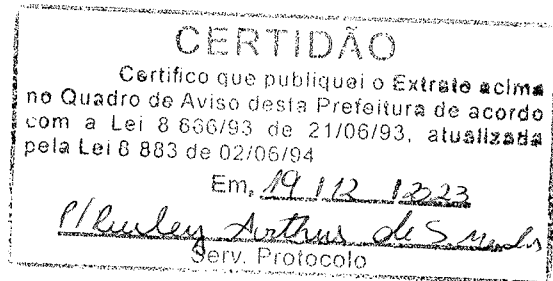 CERTIDÃO
Certifico que publiquei o Extrato acima
no Quadro de Aviso desta Prefeitura de acordo
com a Lei 8 666/93 de 21/06/93, atualizada
pela Lei 8 883 de 02/06/94
Em, 19 / 12 / 2023
P/ Arthur de S
Serv. Protocolo